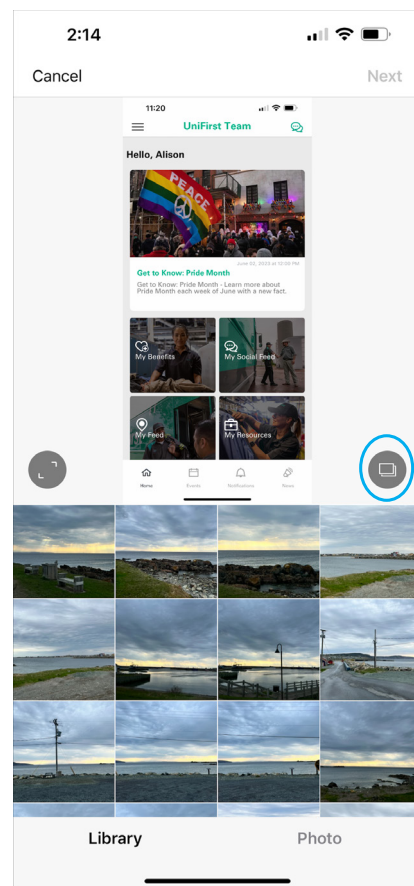 2:14
Cancel Next
11:20
UniFirst Team
Hello, Alison
PEACE
June 02, 2023 at 12:00 PM
Get to Know: Pride Month
Get to Know: Pride Month - Learn more about
Pride Month each week of June with a new fact.
My Benefits My Social Feed
My Feed My Resources
Home Events Notifications News
Library Photo